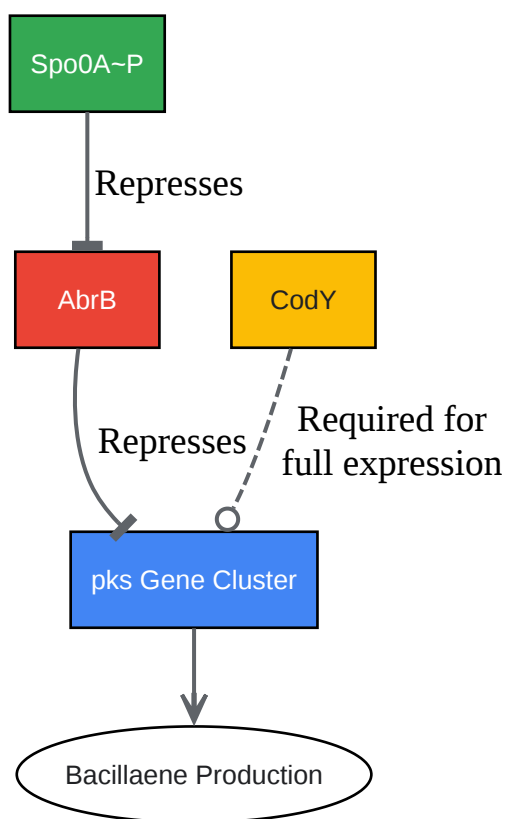 Spo0A~P
Represses
AbrB
CodY
Represses
Required for
full expression
pks Gene Cluster
Bacillaene Production